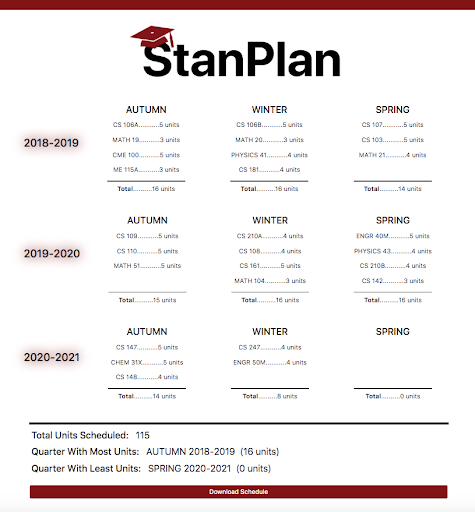 StanPlan
AUTUMN WINTER SPRING
2018-2019
CS 106A..........5 units CS 106B..........5 units CS 107..........5 units
MATH 19..........3 units MATH 20..........3 units CS 103..........5 units
CME 100..........5 units PHYSICS 41..........4 units MATH 21..........4 units
ME 115A..........3 units CS 181..........4 units
Total..........16 units Total..........16 units Total..........14 units
AUTUMN WINTER SPRING
2019-2020
CS 109..........5 units CS 210A..........4 units ENGR 40M..........5 units
CS 110..........5 units CS 108..........4 units PHYSICS 43..........4 units
MATH 51..........5 units CS 161..........5 units CS 210B..........4 units
MATH 104..........3 units CS 142..........3 units
Total..........15 units Total..........16 units Total..........16 units
AUTUMN WINTER SPRING
2020-2021
CS 147..........5 units CS 247..........4 units
CHEM 31X..........5 units ENGR 50M..........4 units
CS 148..........4 units
Total..........14 units Total..........8 units Total..........0 units
Total Units Scheduled: 115
Quarter With Most Units: AUTUMN 2018-2019 (16 units)
Quarter With Least Units: SPRING 2020-2021 (0 units)
Download Schedule